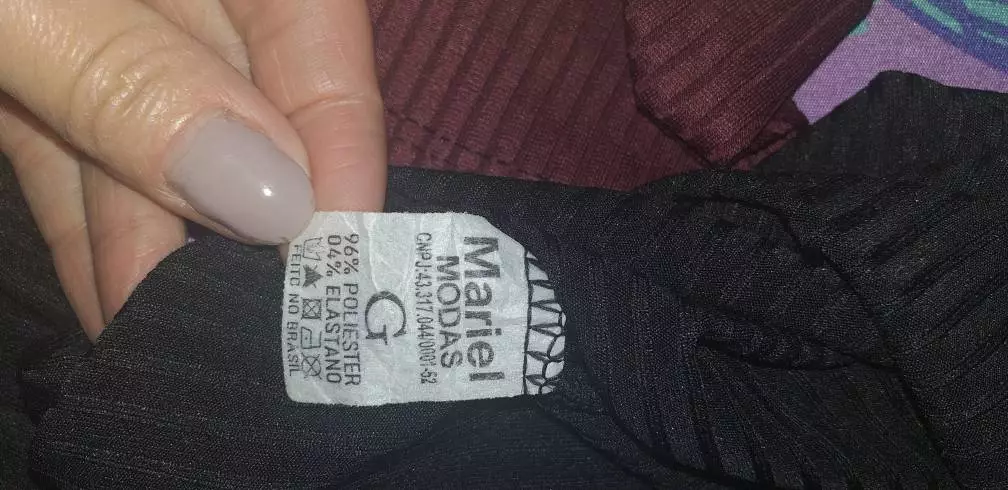 Mariel
MODAS
CNPJ:43.317.044/0001-52
G
96% POLIESTER
04% ELASTANO
FEITO NO BRASIL